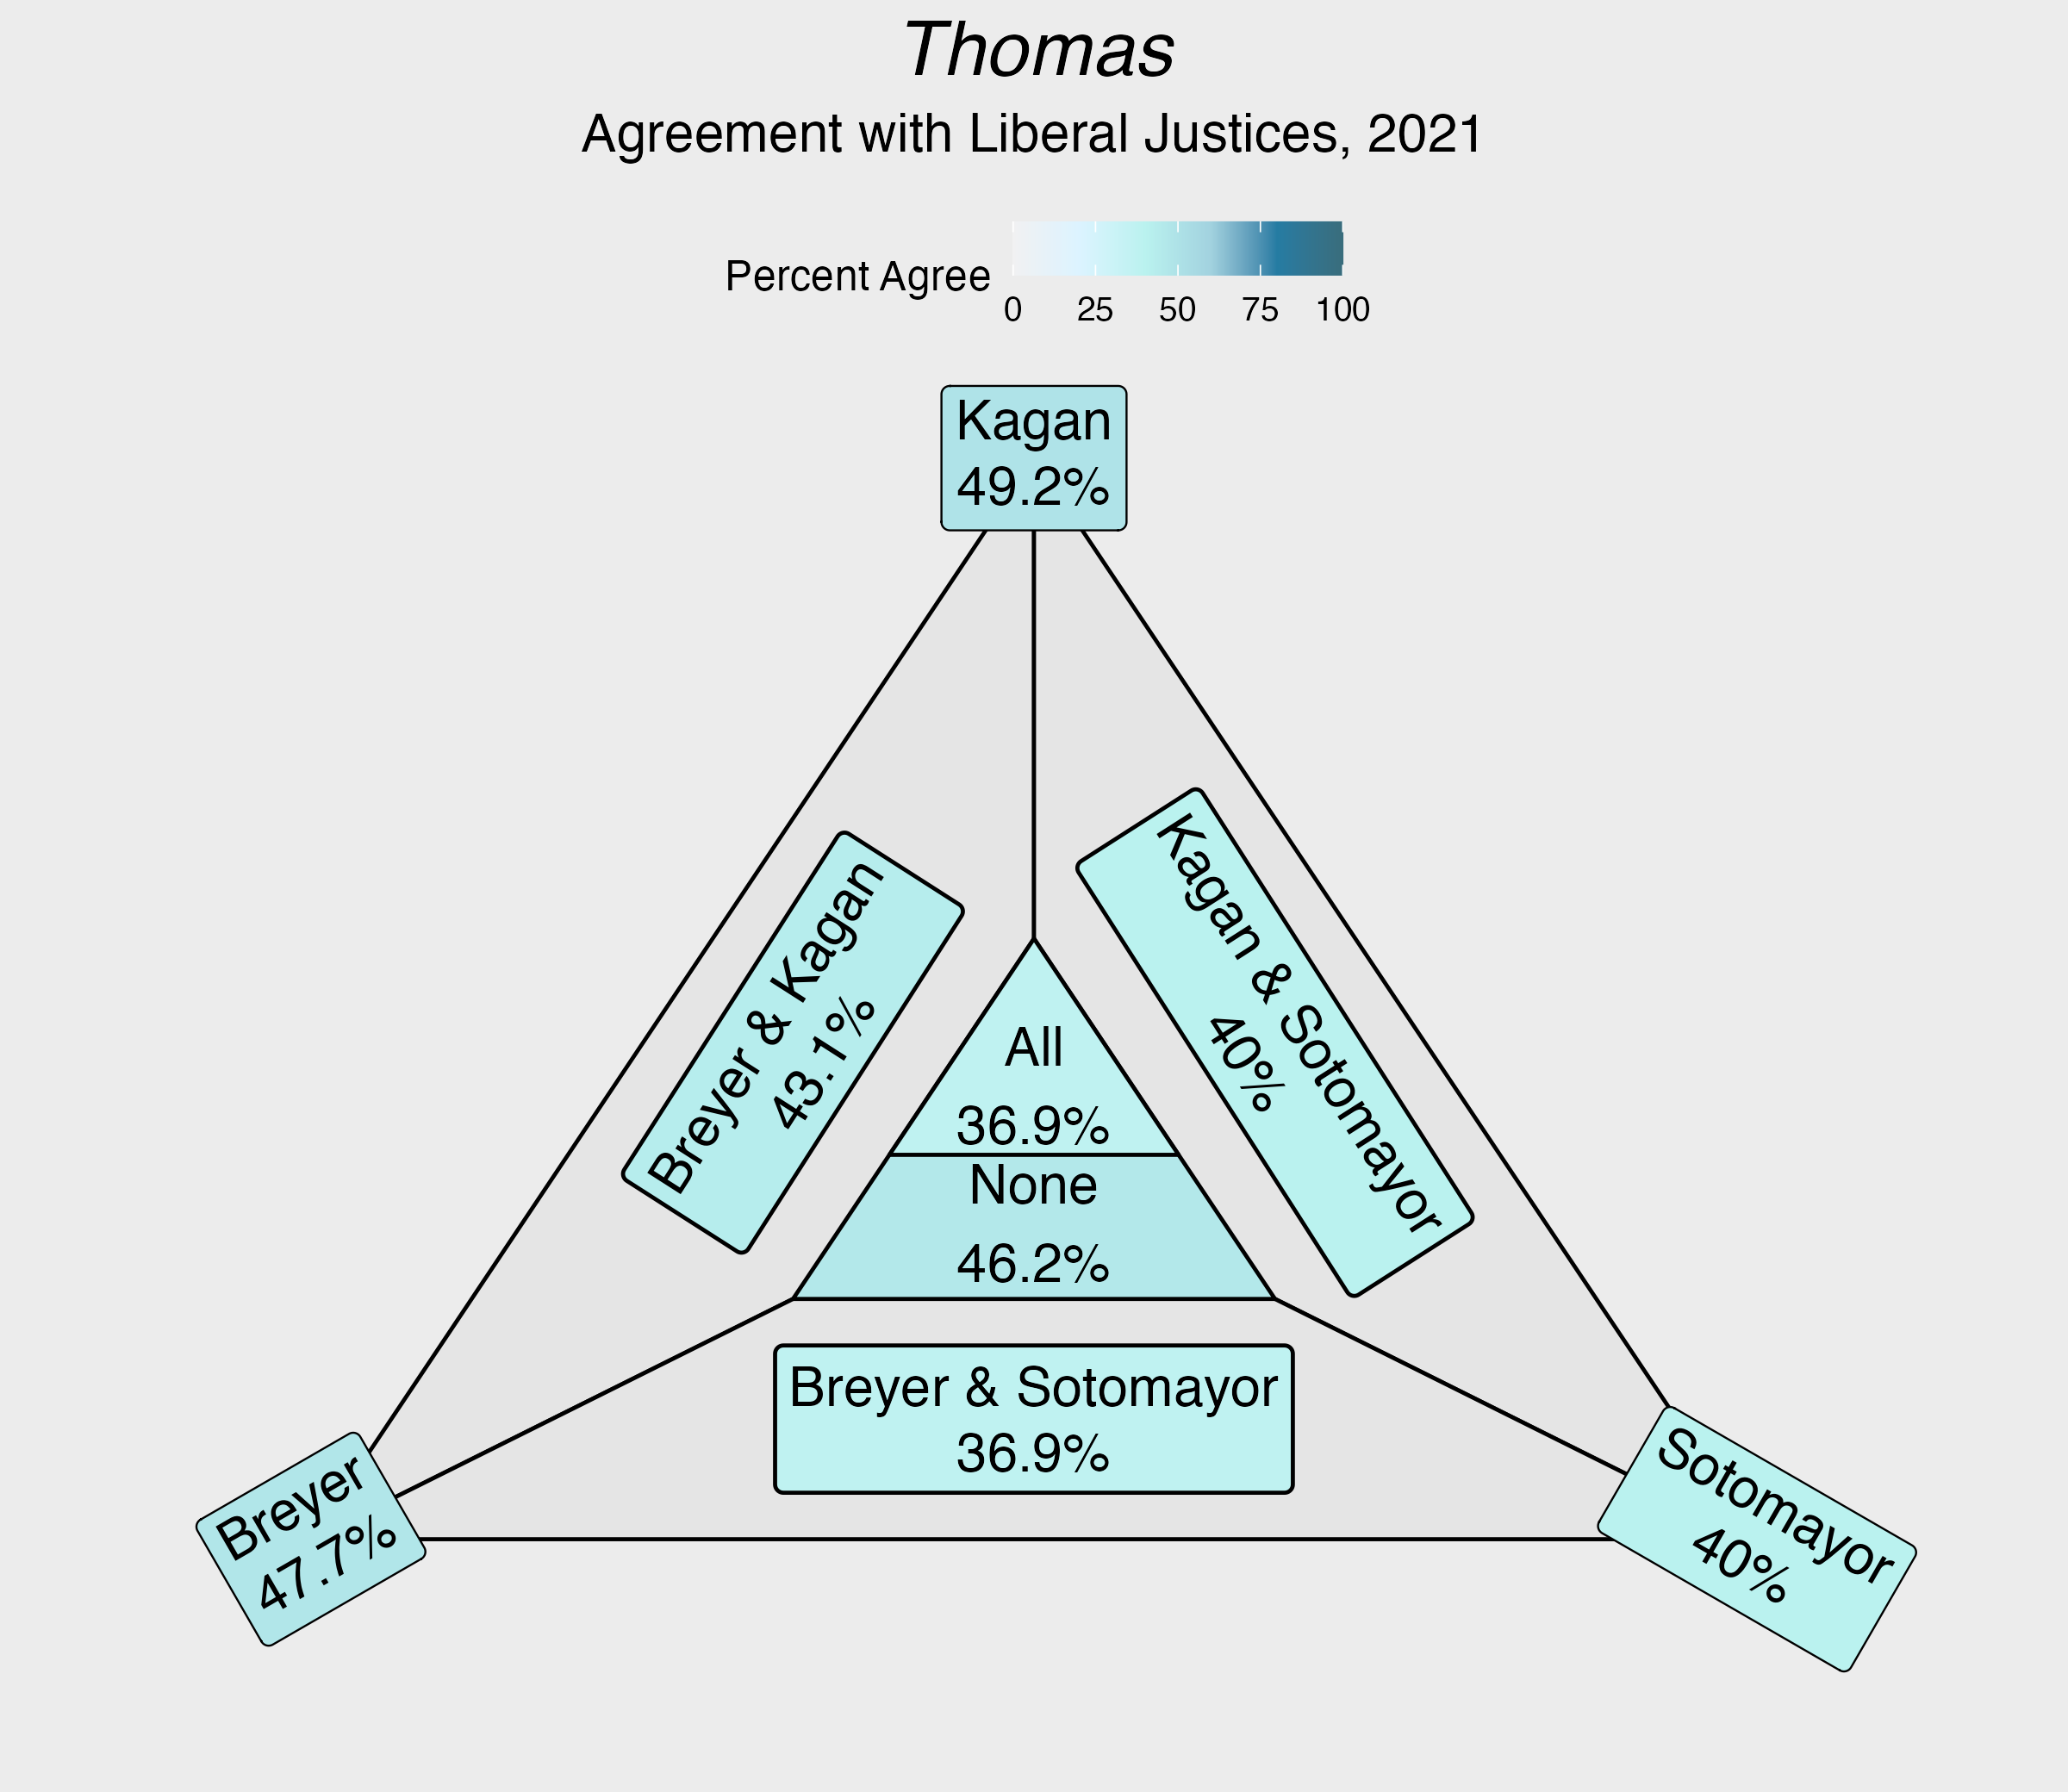 Thomas
Agreement with Liberal Justices, 2021
Percent Agree
0 25 50 75 100
Kagan
49.2%
Breyer & Kagan
43.1%
Kagan & Sotomayor
40%
All
36.9%
None
46.2%
Breyer & Sotomayor
36.9%
Breyer
47.7%
Sotomayor
40%